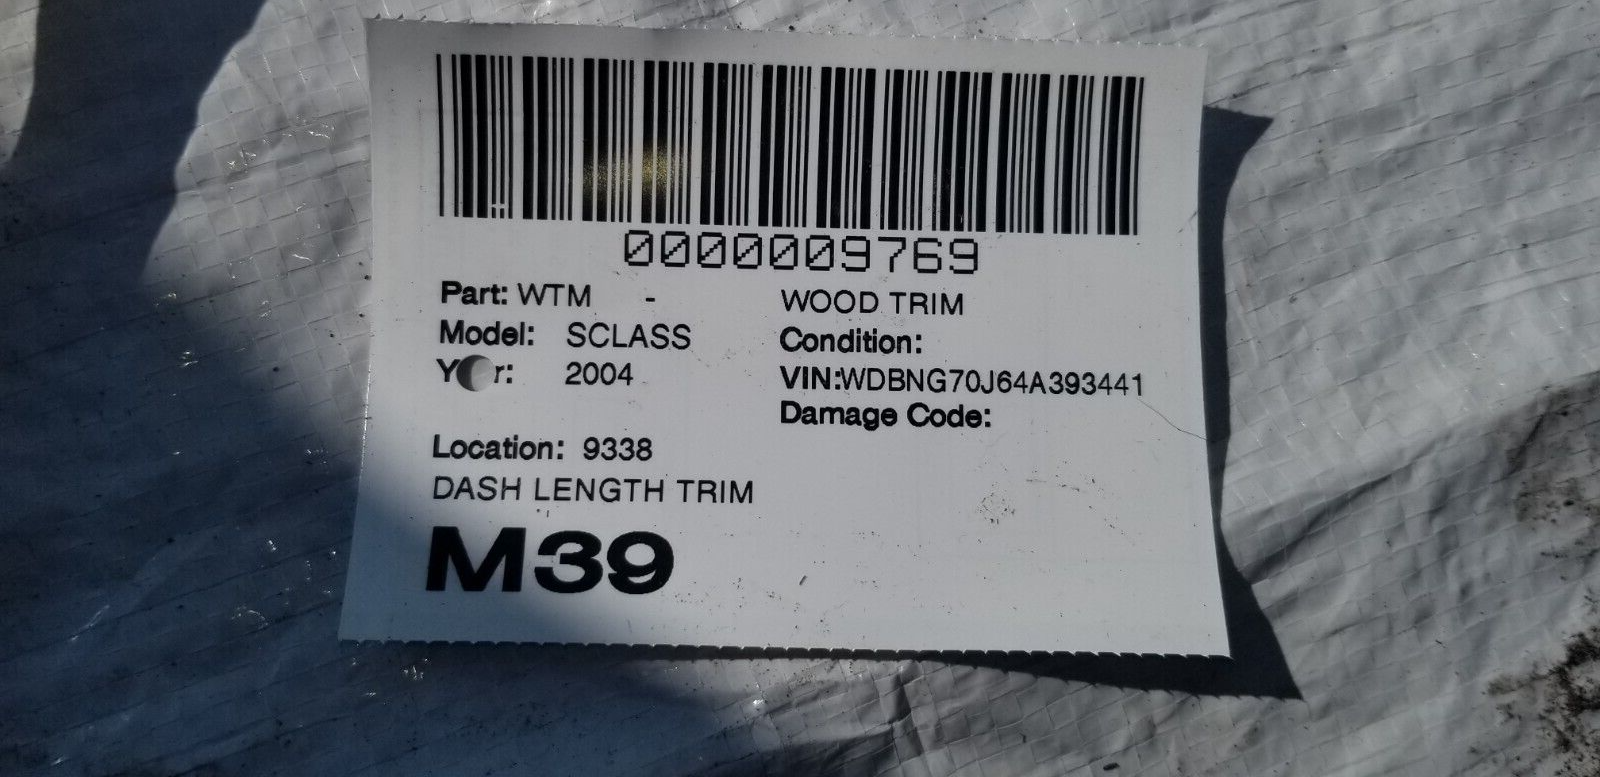 0000009769
Part: WTM - WOOD TRIM
Model: SCLASS Condition:
Y r: 2004 VIN:WDBNG70J64A393441
Damage Code:
Location: 9338
DASH LENGTH TRIM
M39